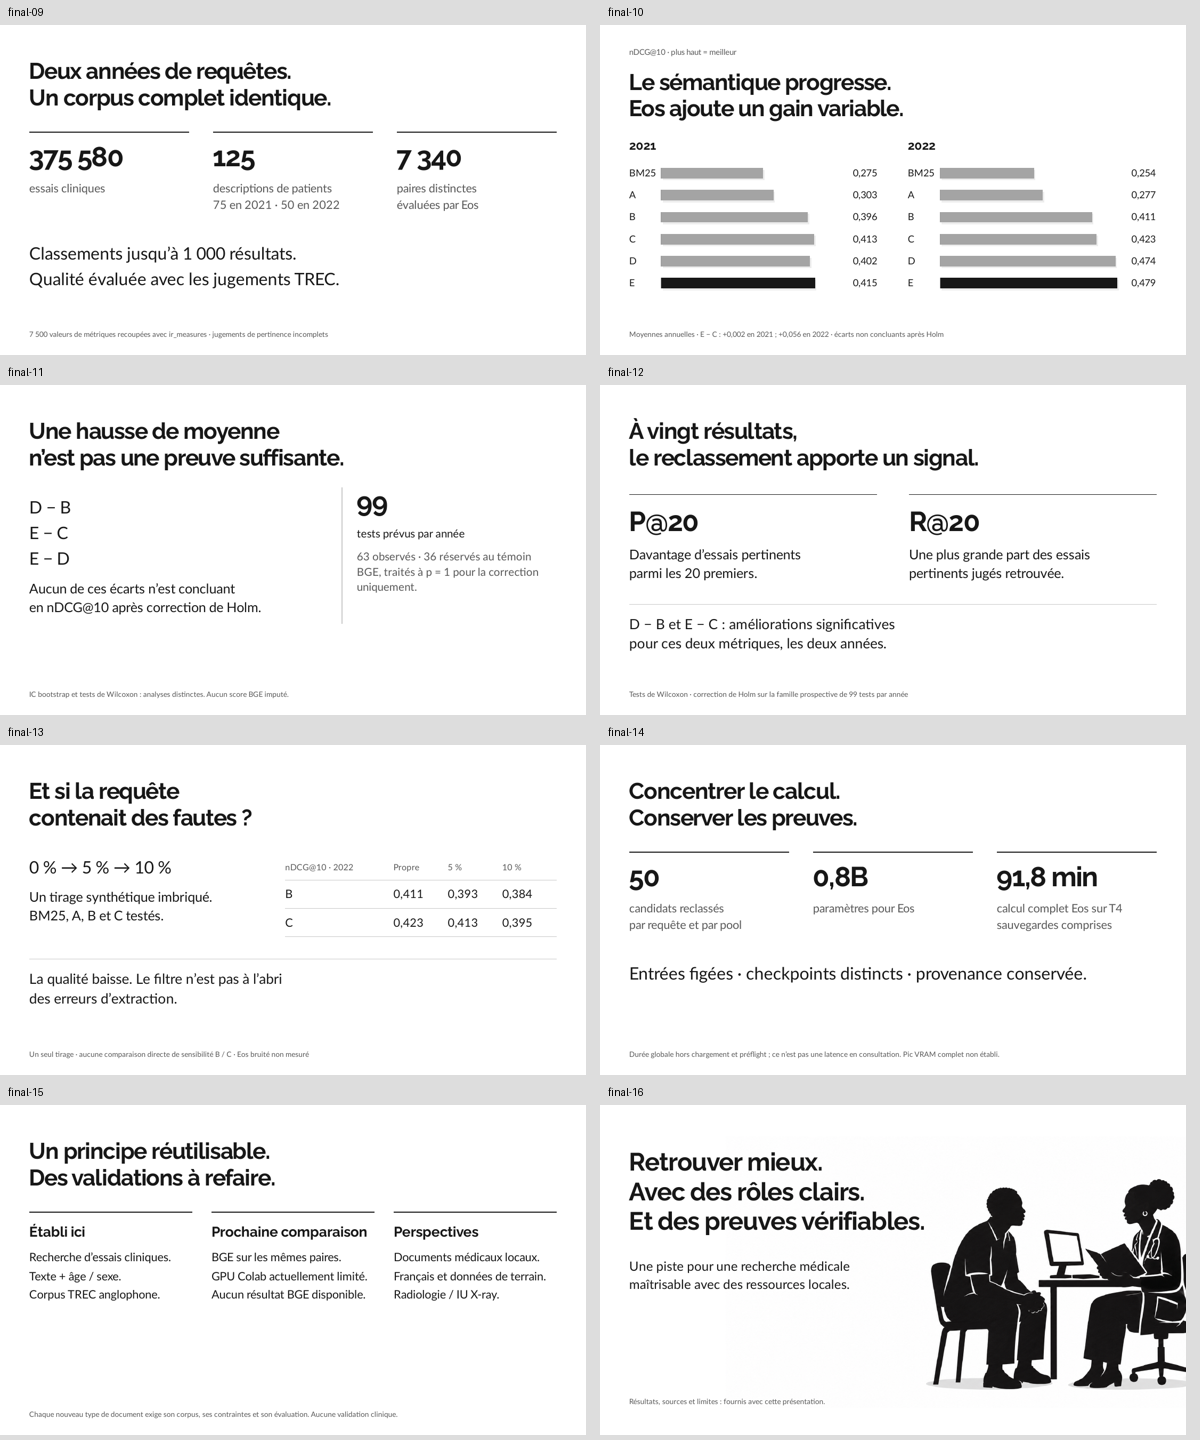 final-09
Deux années de requêtes.
Un corpus complet identique.
375 580
essais cliniques
125
descriptions de patients
75 en 2021 · 50 en 2022
7 340
paires distinctes
évaluées par Eos
Classements jusqu’à 1 000 résultats.
Qualité évaluée avec les jugements TREC.
7 500 valeurs de métriques recoupées avec ir_measures · jugements de pertinence incomplets
final-10
nDCG@10 · plus haut = meilleur
Le sémantique progresse.
Eos ajoute un gain variable.
2021
BM25 0,275
A 0,303
B 0,396
C 0,413
D 0,402
E 0,415
2022
BM25 0,254
A 0,277
B 0,411
C 0,423
D 0,474
E 0,479
Moyennes annuelles · E − C : +0,002 en 2021 ; +0,056 en 2022 · écarts non concluants après Holm
final-11
Une hausse de moyenne
n’est pas une preuve suffisante.
D − B
E − C
E − D
Aucun de ces écarts n’est concluant
en nDCG@10 après correction de Holm.
99
tests prévus par année
63 observés · 36 réservés au témoin
BGE, traités à p = 1 pour la correction
uniquement.
IC bootstrap et tests de Wilcoxon : analyses distinctes. Aucun score BGE imputé.
final-12
À vingt résultats,
le reclassement apporte un signal.
P@20
Davantage d’essais pertinents
parmi les 20 premiers.
R@20
Une plus grande part des essais
pertinents jugés retrouvée.
D − B et E − C : améliorations significatives
pour ces deux métriques, les deux années.
Tests de Wilcoxon · correction de Holm sur la famille prospective de 99 tests par année
final-13
Et si la requête
contenait des fautes ?
0 % → 5 % → 10 %
Un tirage synthétique imbriqué.
BM25, A, B et C testés.
nDCG@10 · 2022 Propre 5 % 10 %
B 0,411 0,393 0,384
C 0,423 0,413 0,395
La qualité baisse. Le filtre n’est pas à l’abri
des erreurs d’extraction.
Un seul tirage · aucune comparaison directe de sensibilité B / C · Eos bruité non mesuré
final-14
Concentrer le calcul.
Conserver les preuves.
50
candidats reclassés
par requête et par pool
0,8B
paramètres pour Eos
91,8 min
calcul complet Eos sur T4
sauvegardes comprises
Entrées figées · checkpoints distincts · provenance conservée.
Durée globale hors chargement et préflight ; ce n’est pas une latence en consultation. Pic VRAM complet non établi.
final-15
Un principe réutilisable.
Des validations à refaire.
Établi ici
Recherche d’essais cliniques.
Texte + âge / sexe.
Corpus TREC anglophone.
Prochaine comparaison
BGE sur les mêmes paires.
GPU Colab actuellement limité.
Aucun résultat BGE disponible.
Perspectives
Documents médicaux locaux.
Français et données de terrain.
Radiologie / IU X-ray.
Chaque nouveau type de document exige son corpus, ses contraintes et son évaluation. Aucune validation clinique.
final-16
Retrouver mieux.
Avec des rôles clairs.
Et des preuves vérifiables.
Une piste pour une recherche médicale
maîtrisable avec des ressources locales.
Résultats, sources et limites : fournis avec cette présentation.